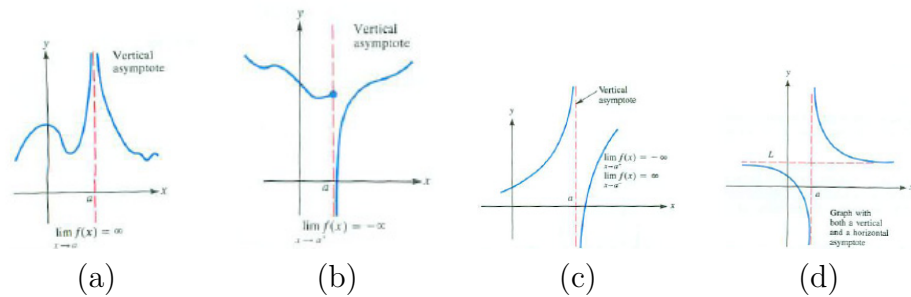 y
Vertical
asymptote
a
x
lim f(x) = ∞
x→a
(a)
y
Vertical
asymptote
a
x
lim f(x) = −∞
x→a⁺
(b)
y
Vertical
asymptote
lim f(x) = −∞
lim f(x) = ∞
a
x
(c)
y
L
a
Graph with
both a vertical
and a horizontal
asymptote
(d)